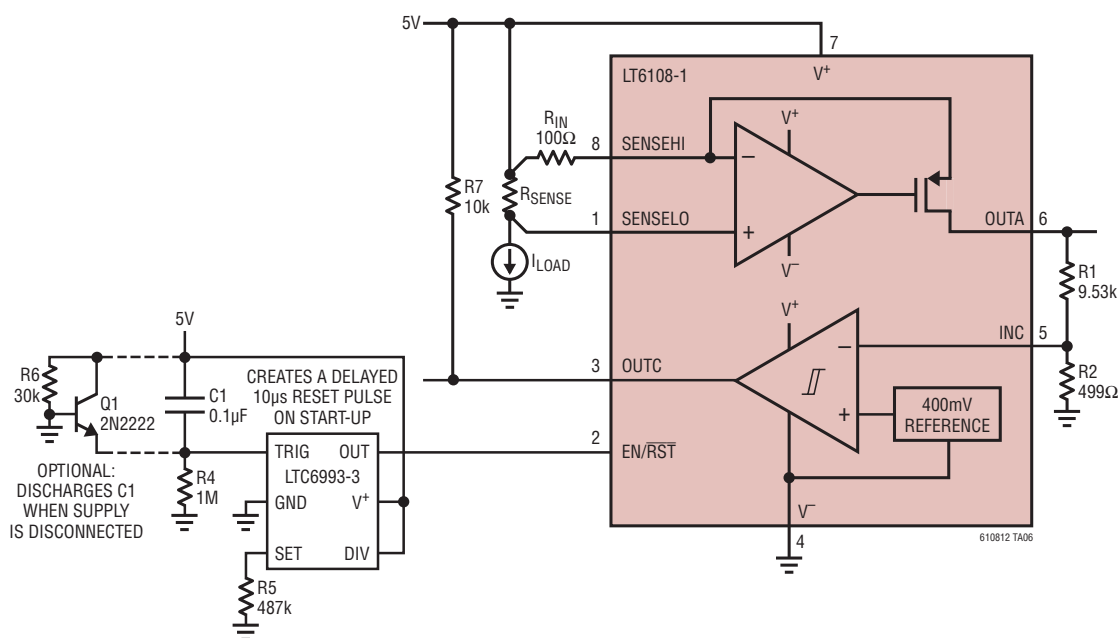 5V
7
V+
LT6108-1
RIN
100Ω
8
SENSEHI
V+
−
R7
10k
RSENSE
1
SENSELO
+
V−
OUTA
6
ILOAD
R1
9.53k
V+
INC
5
−
5V
R6
30k
Q1
2N2222
C1
0.1µF
CREATES A DELAYED
10µs RESET PULSE
ON START-UP
3
OUTC
+
400mV
REFERENCE
R2
499Ω
2
EN/RST
TRIG
OUT
LTC6993-3
GND
V+
SET
DIV
R4
1M
OPTIONAL:
DISCHARGES C1
WHEN SUPPLY
IS DISCONNECTED
V−
4
610812 TA06
R5
487k